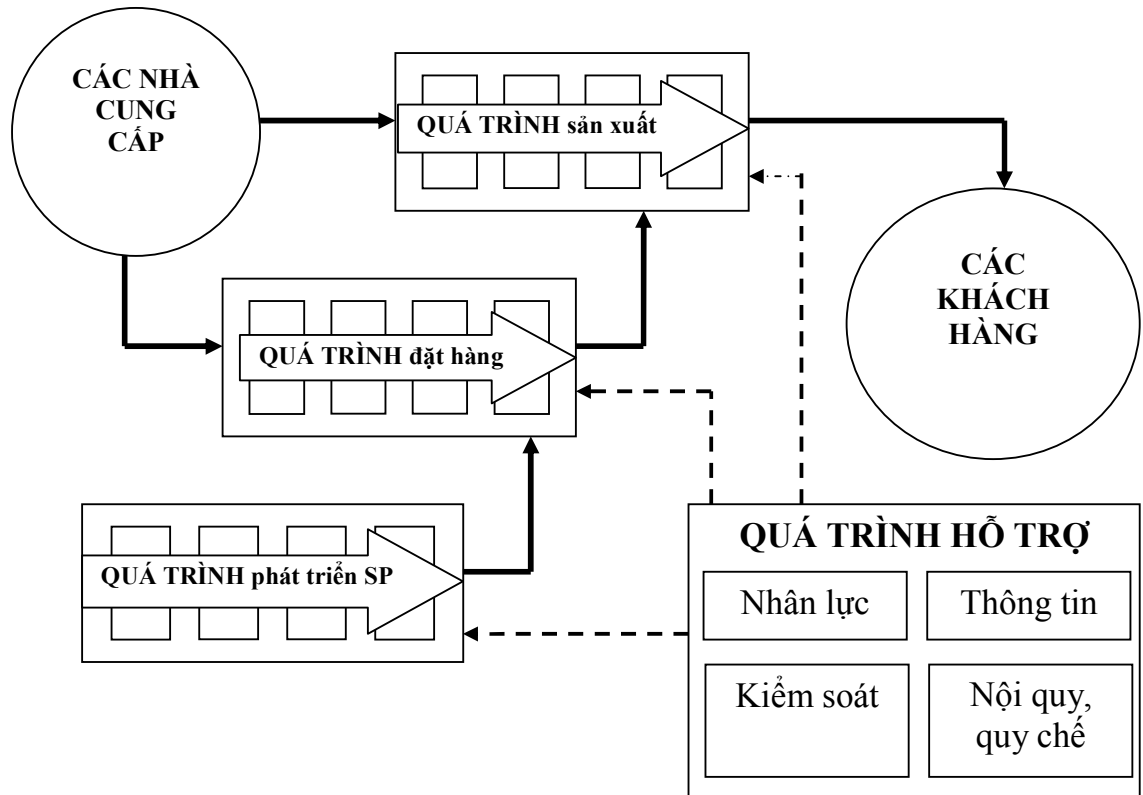 CÁC NHÀ
CUNG
CẤP
QUÁ TRÌNH sản xuất
CÁC
KHÁCH
HÀNG
QUÁ TRÌNH đặt hàng
QUÁ TRÌNH phát triển SP
QUÁ TRÌNH HỖ TRỢ
Nhân lực
Thông tin
Kiểm soát
Nội quy,
quy chế